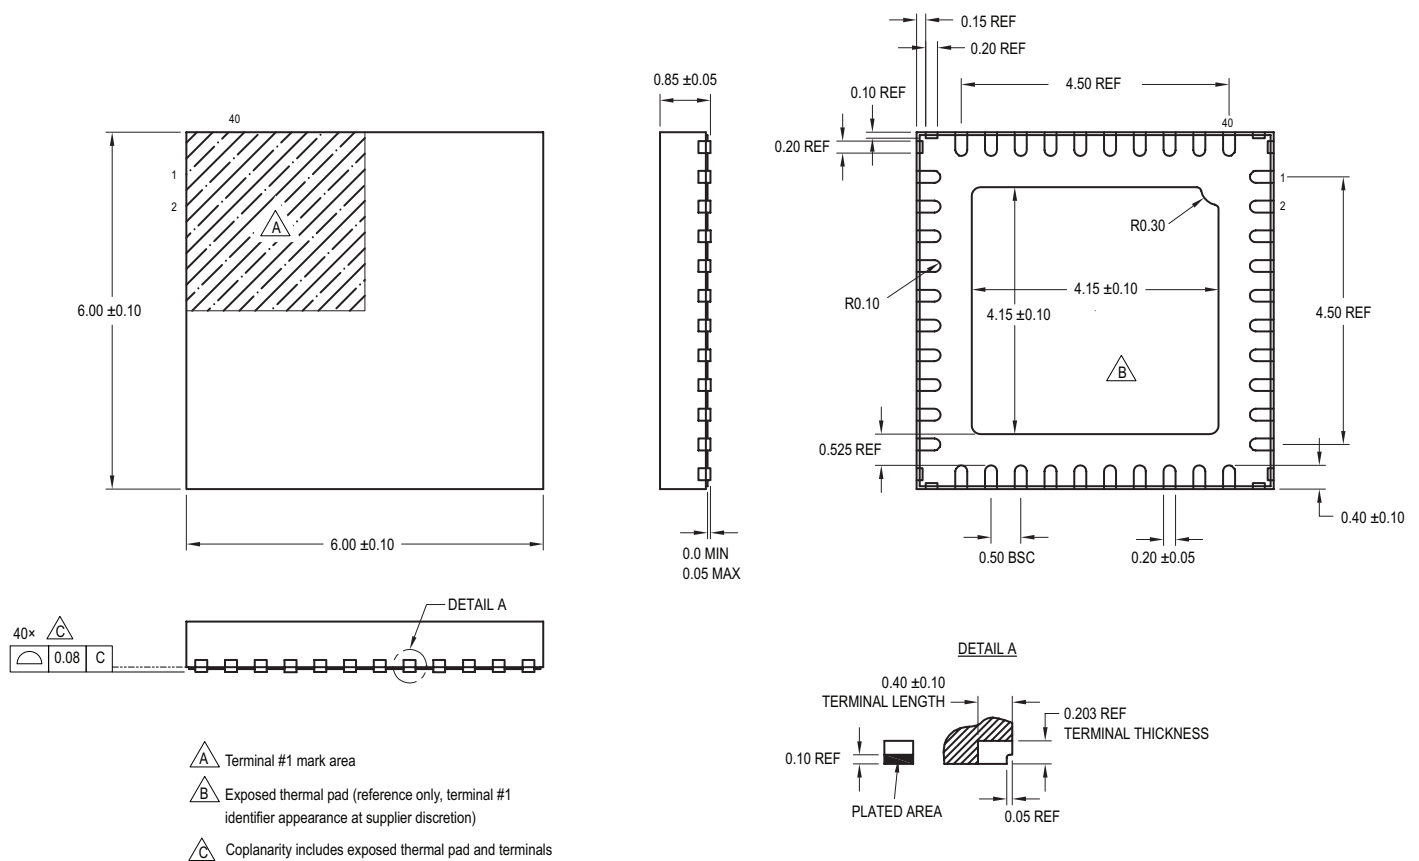 40
1
2
A
6.00 ±0.10
6.00 ±0.10
0.85 ±0.05
0.0 MIN
0.05 MAX
0.15 REF
0.20 REF
4.50 REF
0.10 REF
0.20 REF
40
1
2
R0.30
R0.10
4.15 ±0.10
4.15 ±0.10
4.50 REF
B
0.525 REF
0.40 ±0.10
0.50 BSC
0.20 ±0.05
DETAIL A
40× C
0.08 C
DETAIL A
0.40 ±0.10
TERMINAL LENGTH
0.203 REF
TERMINAL THICKNESS
0.10 REF
PLATED AREA
0.05 REF
A Terminal #1 mark area
B Exposed thermal pad (reference only, terminal #1
identifier appearance at supplier discretion)
C Coplanarity includes exposed thermal pad and terminals